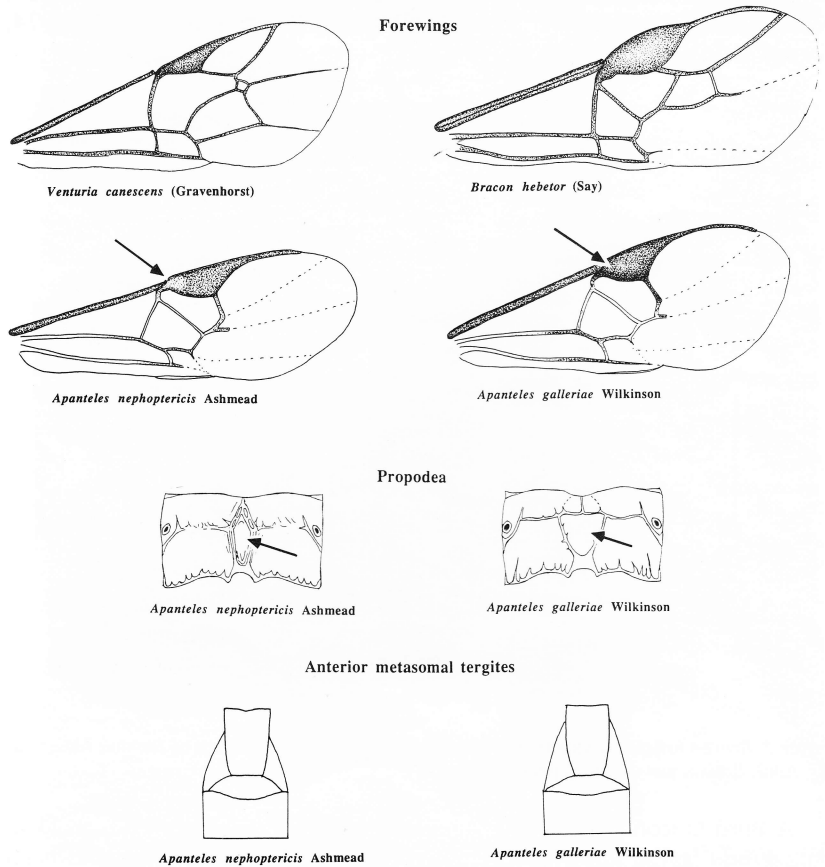 Forewings
Venturia canescens (Gravenhorst)
Bracon hebetor (Say)
Apanteles nephoptericis Ashmead
Apanteles galleriae Wilkinson
Propodea
Apanteles nephoptericis Ashmead
Apanteles galleriae Wilkinson
Anterior metasomal tergites
Apanteles nephoptericis Ashmead
Apanteles galleriae Wilkinson